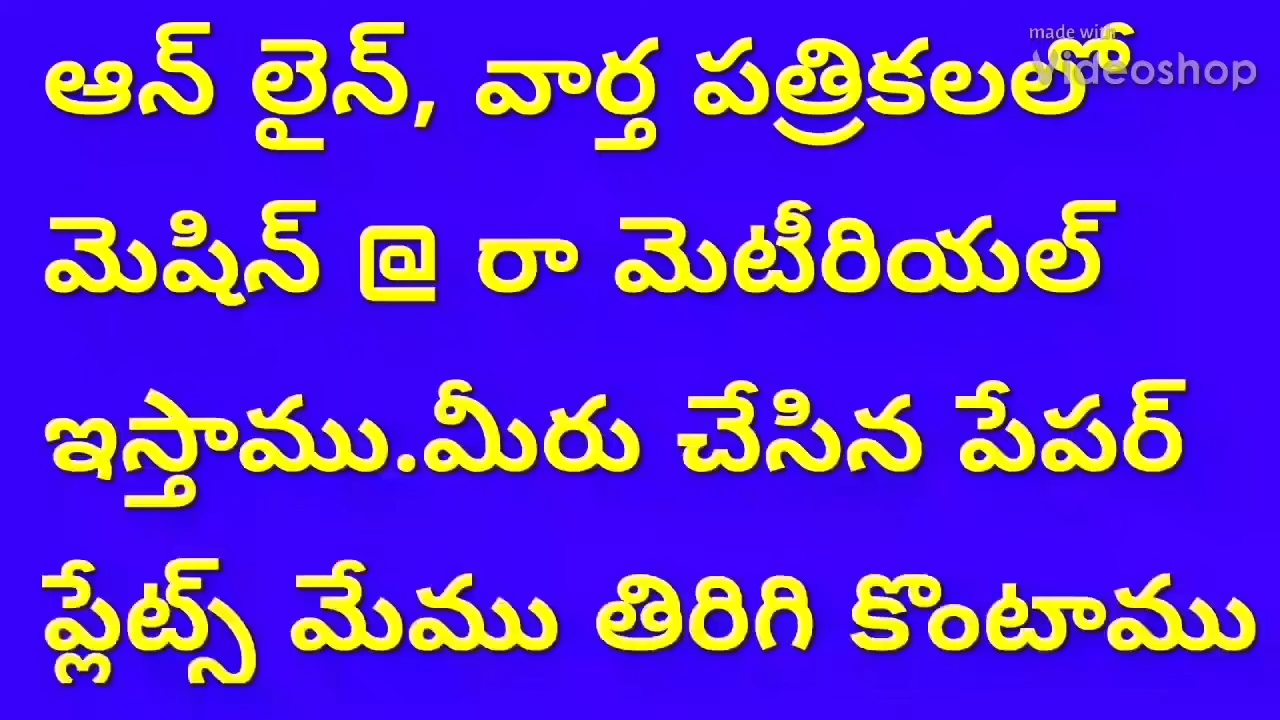 made with
Videoshop
ఆన్ లైన్, వార్త పత్రికలలో
మెషిన్ @ రా మెటీరియల్
ఇస్తాము.మీరు చేసిన పేపర్
ప్లేట్స్ మేము తిరిగి కొంటాము